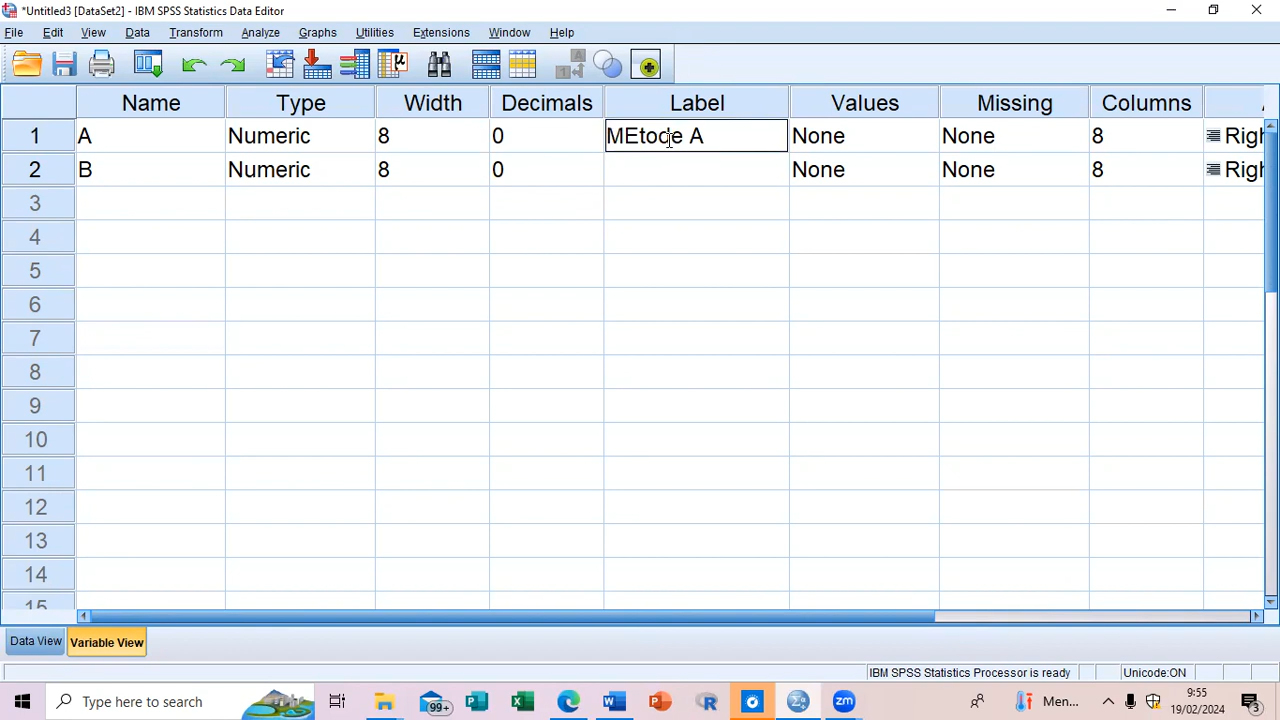 *Untitled3 [DataSet2] - IBM SPSS Statistics Data Editor
File Edit View Data Transform Analyze Graphs Utilities Extensions Window Help
Name Type Width Decimals Label Values Missing Columns
1 A Numeric 8 0 MEtode A None None 8 Righ
2 B Numeric 8 0 None None 8 Righ
3
4
5
6
7
8
9
10
11
12
13
14
15
Data View Variable View
IBM SPSS Statistics Processor is ready Unicode:ON
Type here to search 99+ Men... 9:55
19/02/2024 3